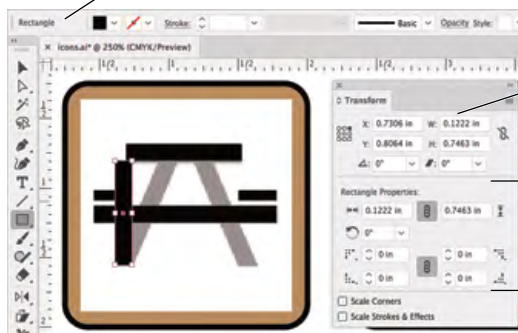 Rectangle Stroke: Basic Opacity Style:
× icons.ai* @ 250% (CMYK/Preview)
1/2 1 1/2 2 1/2 3
Transform
X: 0.7306 in W: 0.1222 in
Y: 0.8064 in H: 0.7463 in
0° 0°
Rectangle Properties:
0.1222 in 0.7463 in
0°
0 in 0 in
0 in 0 in
Scale Corners
Scale Strokes & Effects